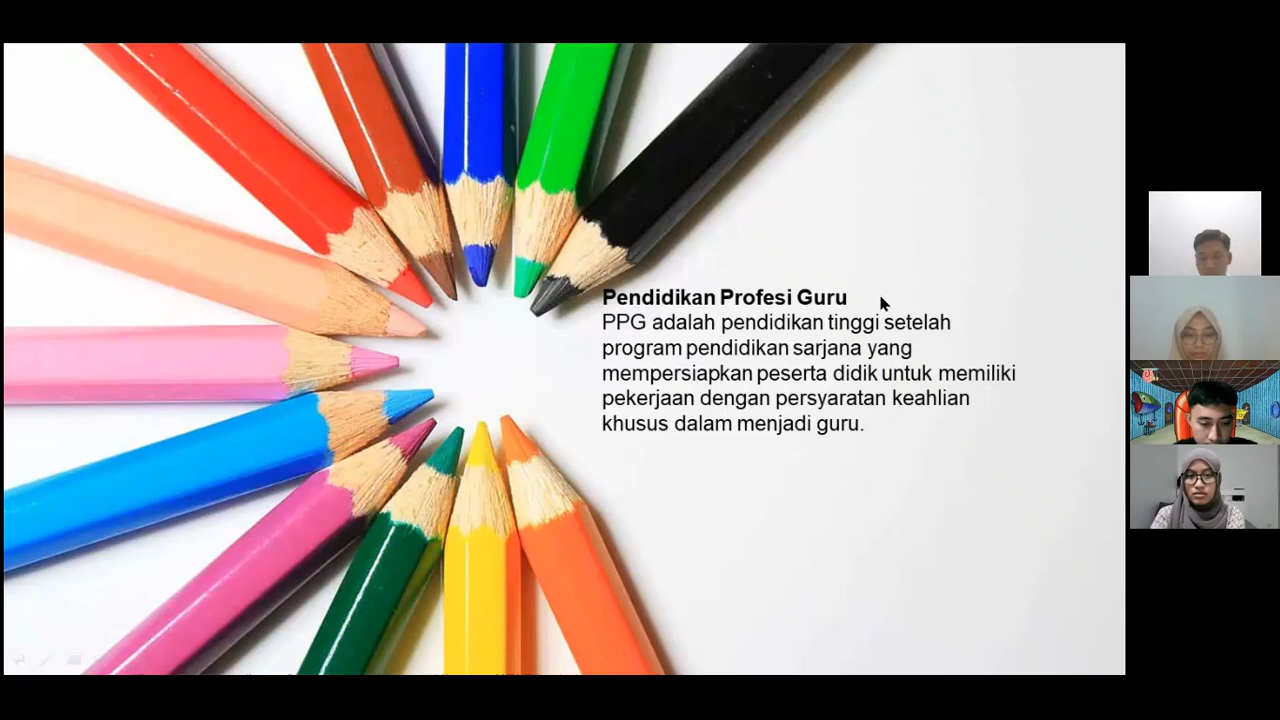 Pendidikan Profesi Guru
PPG adalah pendidikan tinggi setelah
program pendidikan sarjana yang
mempersiapkan peserta didik untuk memiliki
pekerjaan dengan persyaratan keahlian
khusus dalam menjadi guru.